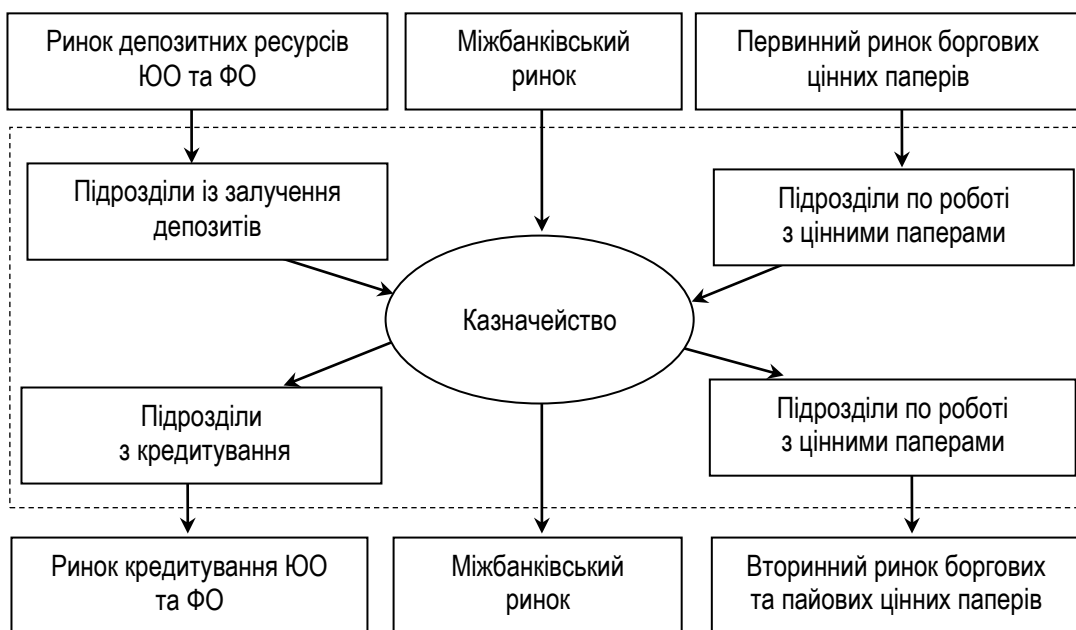 Ринок депозитних ресурсів
ЮО та ФО
Міжбанківський
ринок
Первинний ринок боргових
цінних паперів
Підрозділи із залучення
депозитів
Підрозділи по роботі
з цінними паперами
Казначейство
Підрозділи
з кредитування
Підрозділи по роботі
з цінними паперами
Ринок кредитування ЮО
та ФО
Міжбанківський
ринок
Вторинний ринок боргових
та пайових цінних паперів